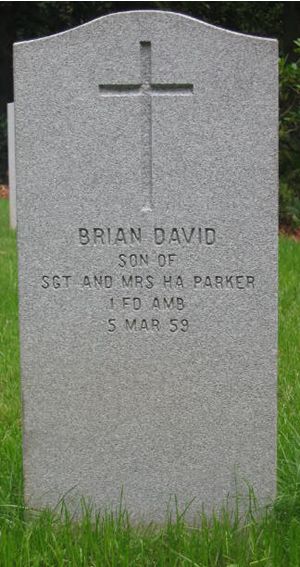 BRIAN DAVID
SON OF
SGT AND MRS HA PARKER
1 FD AMB
5 MAR 59